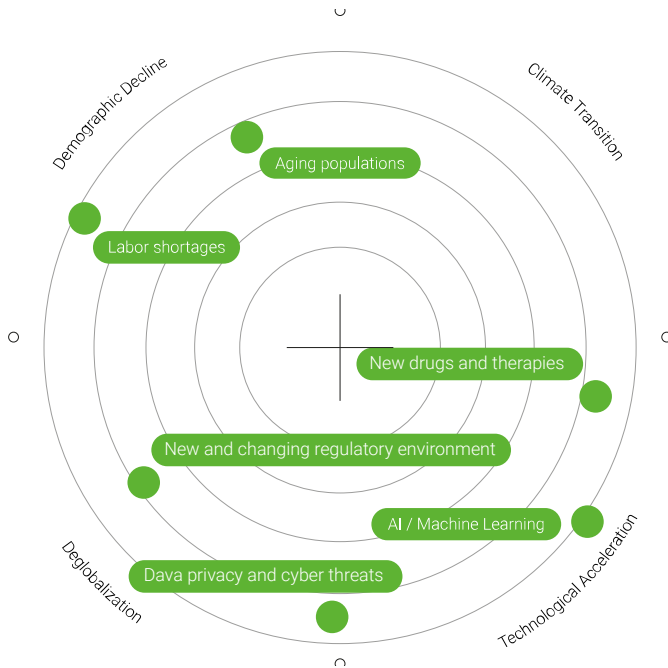 Demographic Decline
Climate Transition
Aging populations
Labor shortages
New drugs and therapies
New and changing regulatory environment
AI / Machine Learning
Dava privacy and cyber threats
Deglobalization
Technological Acceleration